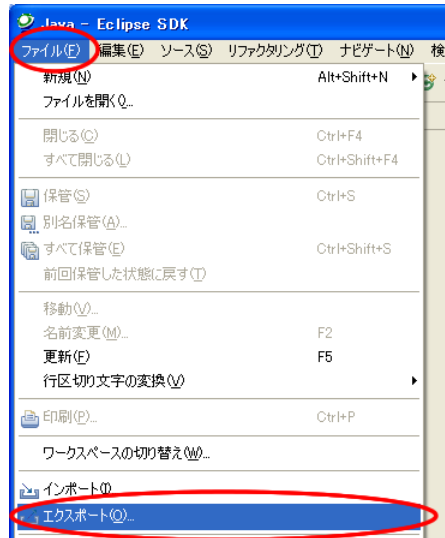 Java - Eclipse SDK
ファイル(F) 編集(E) ソース(S) リファクタリング(T) ナビゲート(N) 検
新規(N) Alt+Shift+N
ファイルを開く(.)...
閉じる(C) Ctrl+F4
すべて閉じる(L) Ctrl+Shift+F4
保管(S) Ctrl+S
別名保管(A)...
すべて保管(E) Ctrl+Shift+S
前回保管した状態に戻す(T)
移動(V)...
名前変更(M)... F2
更新(F) F5
行区切り文字の変換(V)
印刷(P)... Ctrl+P
ワークスペースの切り替え(W)...
インポート(I)
エクスポート(O)...